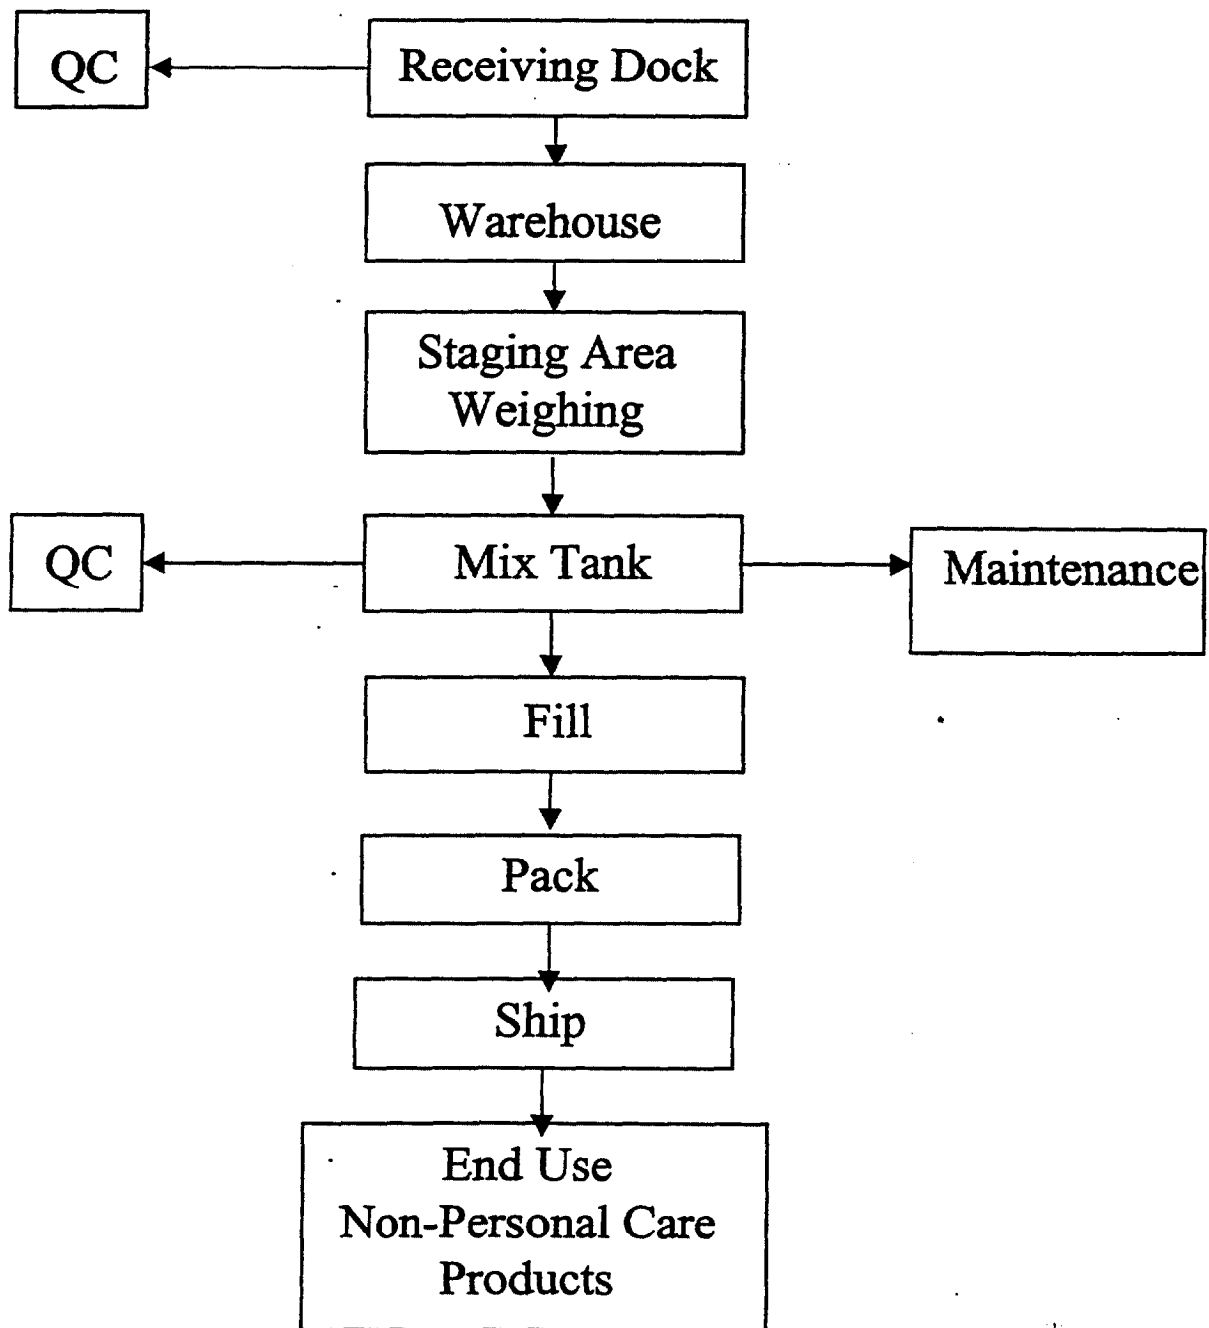 QC
Receiving Dock
Warehouse
Staging Area
Weighing
QC
Mix Tank
Maintenance
Fill
Pack
Ship
End Use
Non-Personal Care
Products